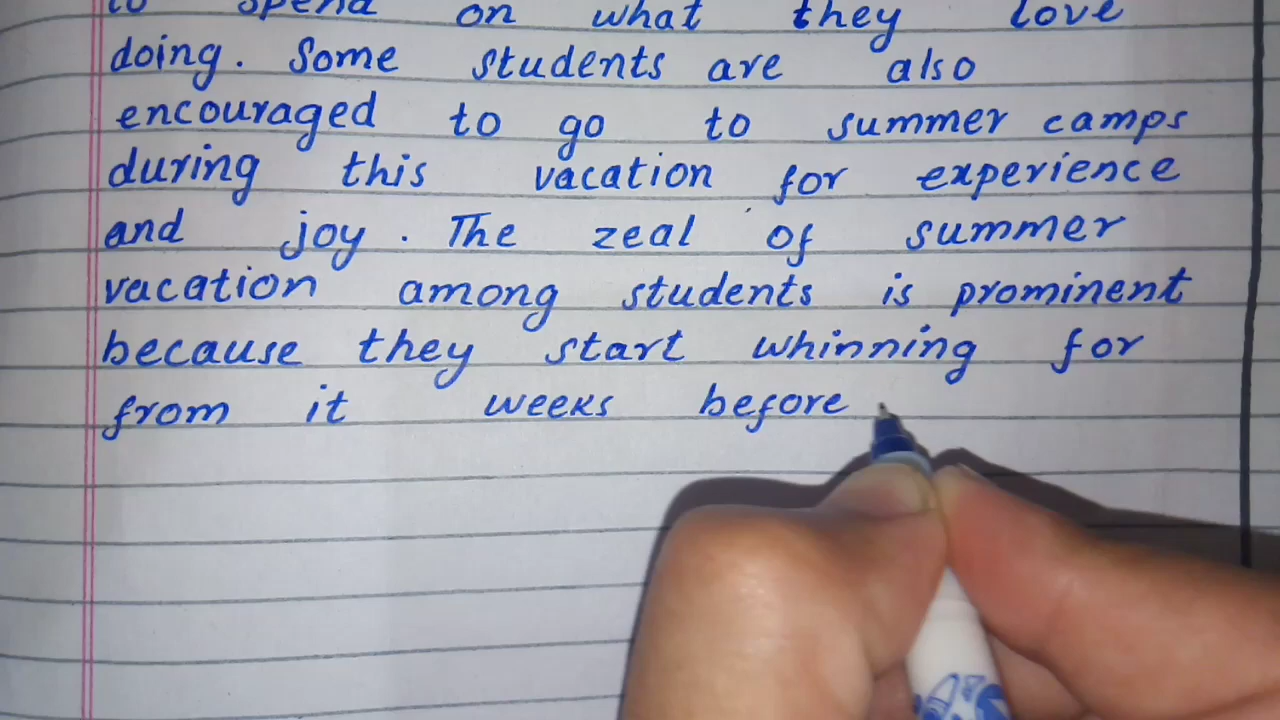 to spend on what they love
doing. Some students are also
encouraged to go to summer camps
during this vacation for experience
and joy. The zeal of summer
vacation among students is prominent
because they start whinning for
from it weeks before